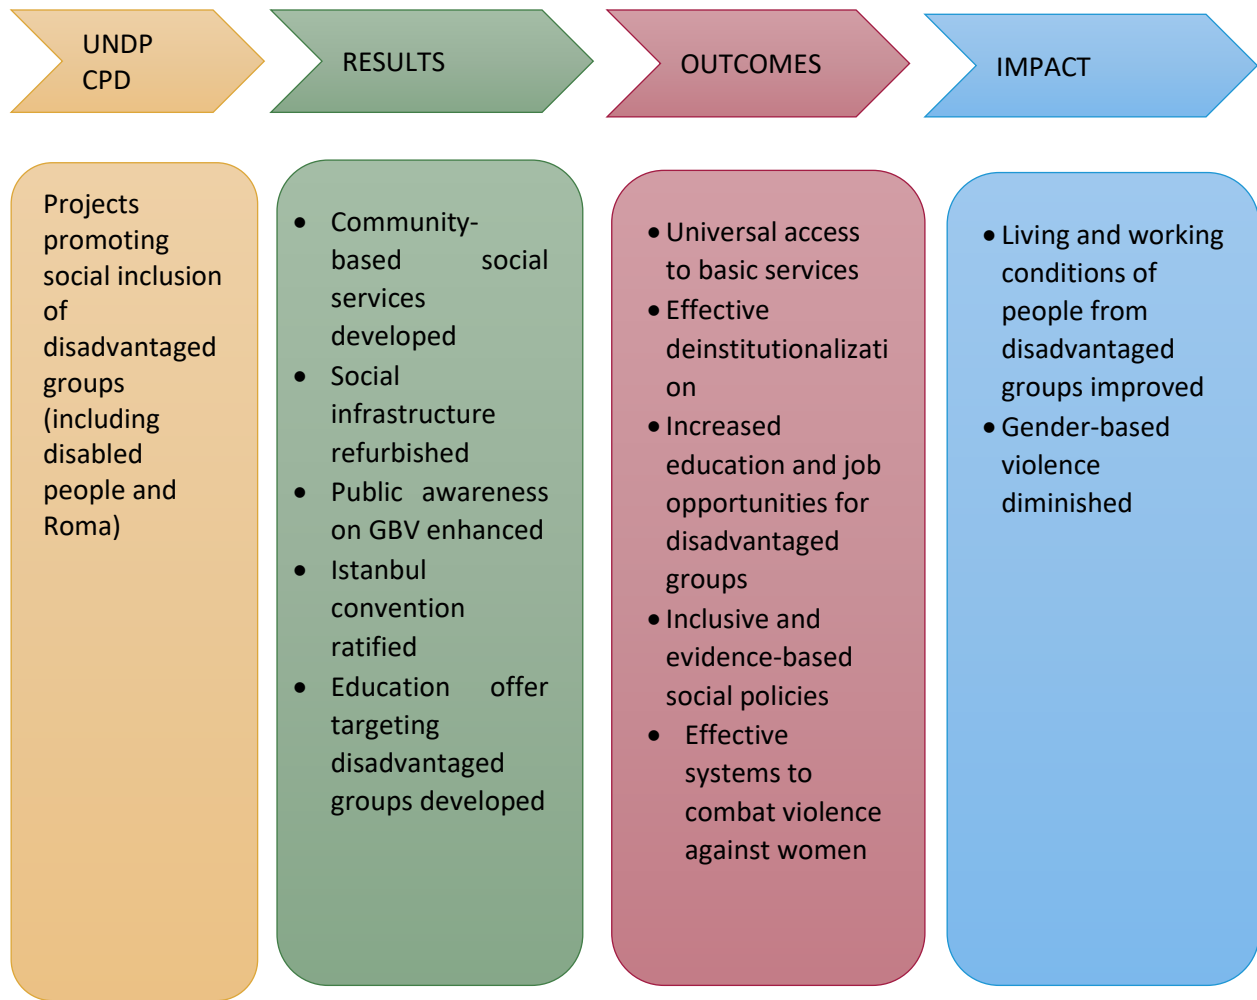 UNDP
CPD
RESULTS
OUTCOMES
IMPACT
Projects
promoting
social inclusion
of
disadvantaged
groups
(including
disabled
people and
Roma)
• Community-
based social
services
developed
• Social
infrastructure
refurbished
• Public awareness
on GBV enhanced
• Istanbul
convention
ratified
• Education offer
targeting
disadvantaged
groups developed
• Universal access
to basic services
• Effective
deinstitutionalizati
on
• Increased
education and job
opportunities for
disadvantaged
groups
• Inclusive and
evidence-based
social policies
• Effective
systems to
combat violence
against women
• Living and working
conditions of
people from
disadvantaged
groups improved
• Gender-based
violence
diminished